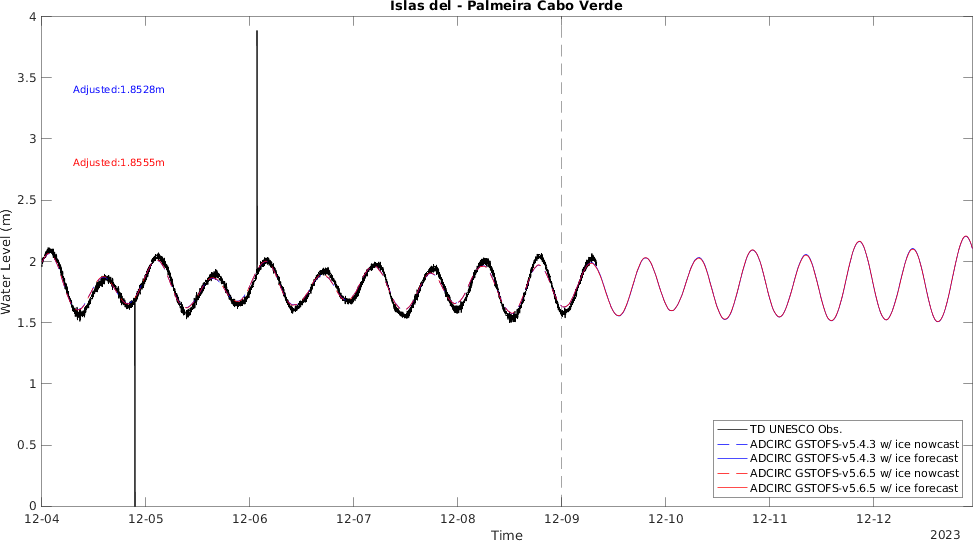 Islas del - Palmeira Cabo Verde
4
3.5
3
2.5
2
1.5
1
0.5
0
Water Level (m)
Adjusted:1.8528m
Adjusted:1.8555m
TD UNESCO Obs.
ADCIRC GSTOFS-v5.4.3 w/ ice nowcast
ADCIRC GSTOFS-v5.4.3 w/ ice forecast
ADCIRC GSTOFS-v5.6.5 w/ ice nowcast
ADCIRC GSTOFS-v5.6.5 w/ ice forecast
12-04 12-05 12-06 12-07 12-08 12-09 12-10 12-11 12-12
Time
2023